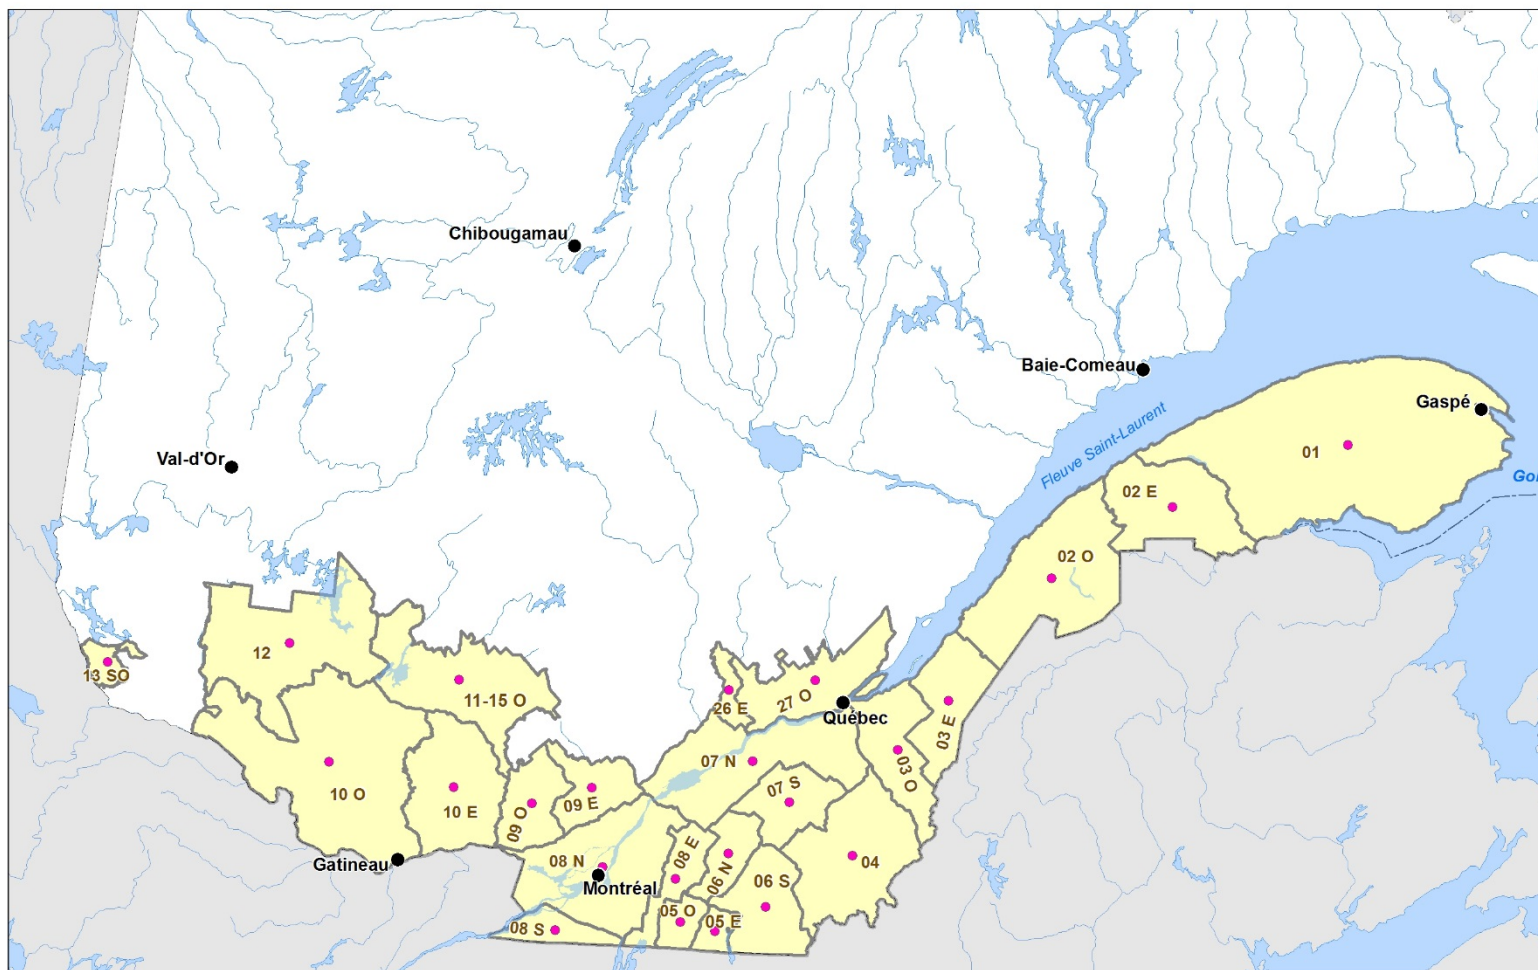 Chibougamau
Baie-Comeau
Gaspé
Fleuve Saint-Laurent
01
Val-d'Or
Gol
02 E
02 O
12
13 SO
11-15 O
26 E
27 O
Québec
03 E
03 O
07 N
10 O
10 E
09 O
09 E
07 S
08 N
08 E
06 N
04
Gatineau
Montréal
06 S
05 O
05 E
08 S